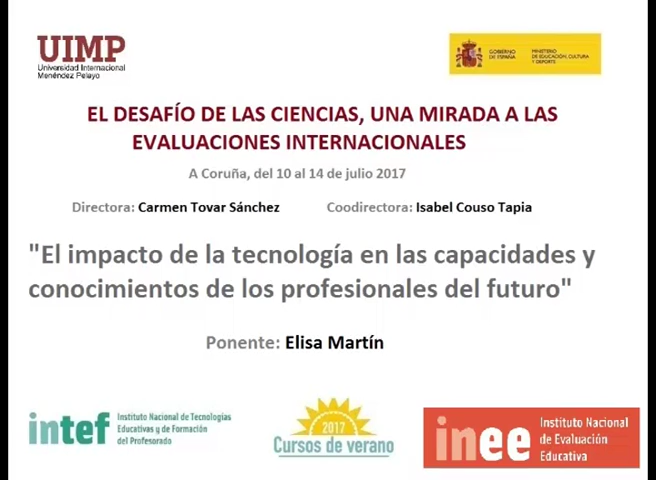 UIMP
Universidad Internacional
Menéndez Pelayo
GOBIERNO
DE ESPAÑA
MINISTERIO
DE EDUCACIÓN, CULTURA
Y DEPORTE
EL DESAFÍO DE LAS CIENCIAS, UNA MIRADA A LAS
EVALUACIONES INTERNACIONALES
A Coruña, del 10 al 14 de julio 2017
Directora: Carmen Tovar Sánchez Coodirectora: Isabel Couso Tapia
"El impacto de la tecnología en las capacidades y
conocimientos de los profesionales del futuro"
Ponente: Elisa Martín
intef
Instituto Nacional de Tecnologías
Educativas y de Formación
del Profesorado
2017
Cursos de verano
inee
Instituto Nacional
de Evaluación
Educativa